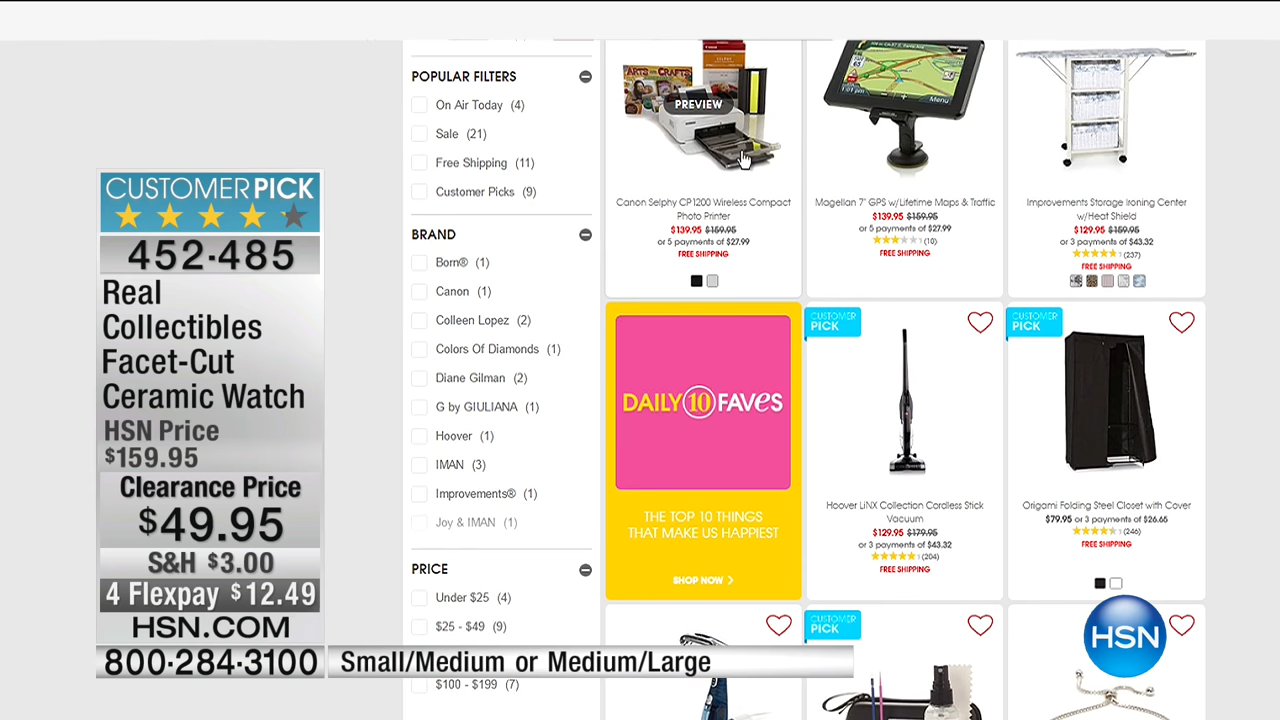 CUSTOMER PICK
452-485
Real
Collectibles
Facet-Cut
Ceramic Watch
HSN Price
$159.95
Clearance Price
$49.95
S&H $3.00
4 Flexpay $12.49
HSN.COM
800-284-3100
Small/Medium or Medium/Large
POPULAR FILTERS
On Air Today (4)
Sale (21)
Free Shipping (11)
Customer Picks (9)
BRAND
Born® (1)
Canon (1)
Colleen Lopez (2)
Colors Of Diamonds (1)
Diane Gilman (2)
G by GIULIANA (1)
Hoover (1)
IMAN (3)
Improvements® (1)
Joy & IMAN (1)
PRICE
Under $25 (4)
$25 - $49 (9)
$100 - $199 (7)
ARTS and CRAFTS
PREVIEW
Canon Selphy CP1200 Wireless Compact
Photo Printer
$139.95 $159.95
or 5 payments of $27.99
FREE SHIPPING
Menu
Magellan 7" GPS w/Lifetime Maps & Traffic
$139.95 $159.95
or 5 payments of $27.99
(10)
FREE SHIPPING
Improvements Storage Ironing Center
w/Heat Shield
$129.95 $159.95
or 3 payments of $43.32
(237)
FREE SHIPPING
DAILY 10 FAVES
THE TOP 10 THINGS
THAT MAKE US HAPPIEST
SHOP NOW >
CUSTOMER
PICK
Hoover LiNX Collection Cordless Stick
Vacuum
$129.95 $179.95
or 3 payments of $43.32
(204)
FREE SHIPPING
CUSTOMER
PICK
Origami Folding Steel Closet with Cover
$79.95 or 3 payments of $26.65
(246)
FREE SHIPPING
CUSTOMER
PICK
HSN